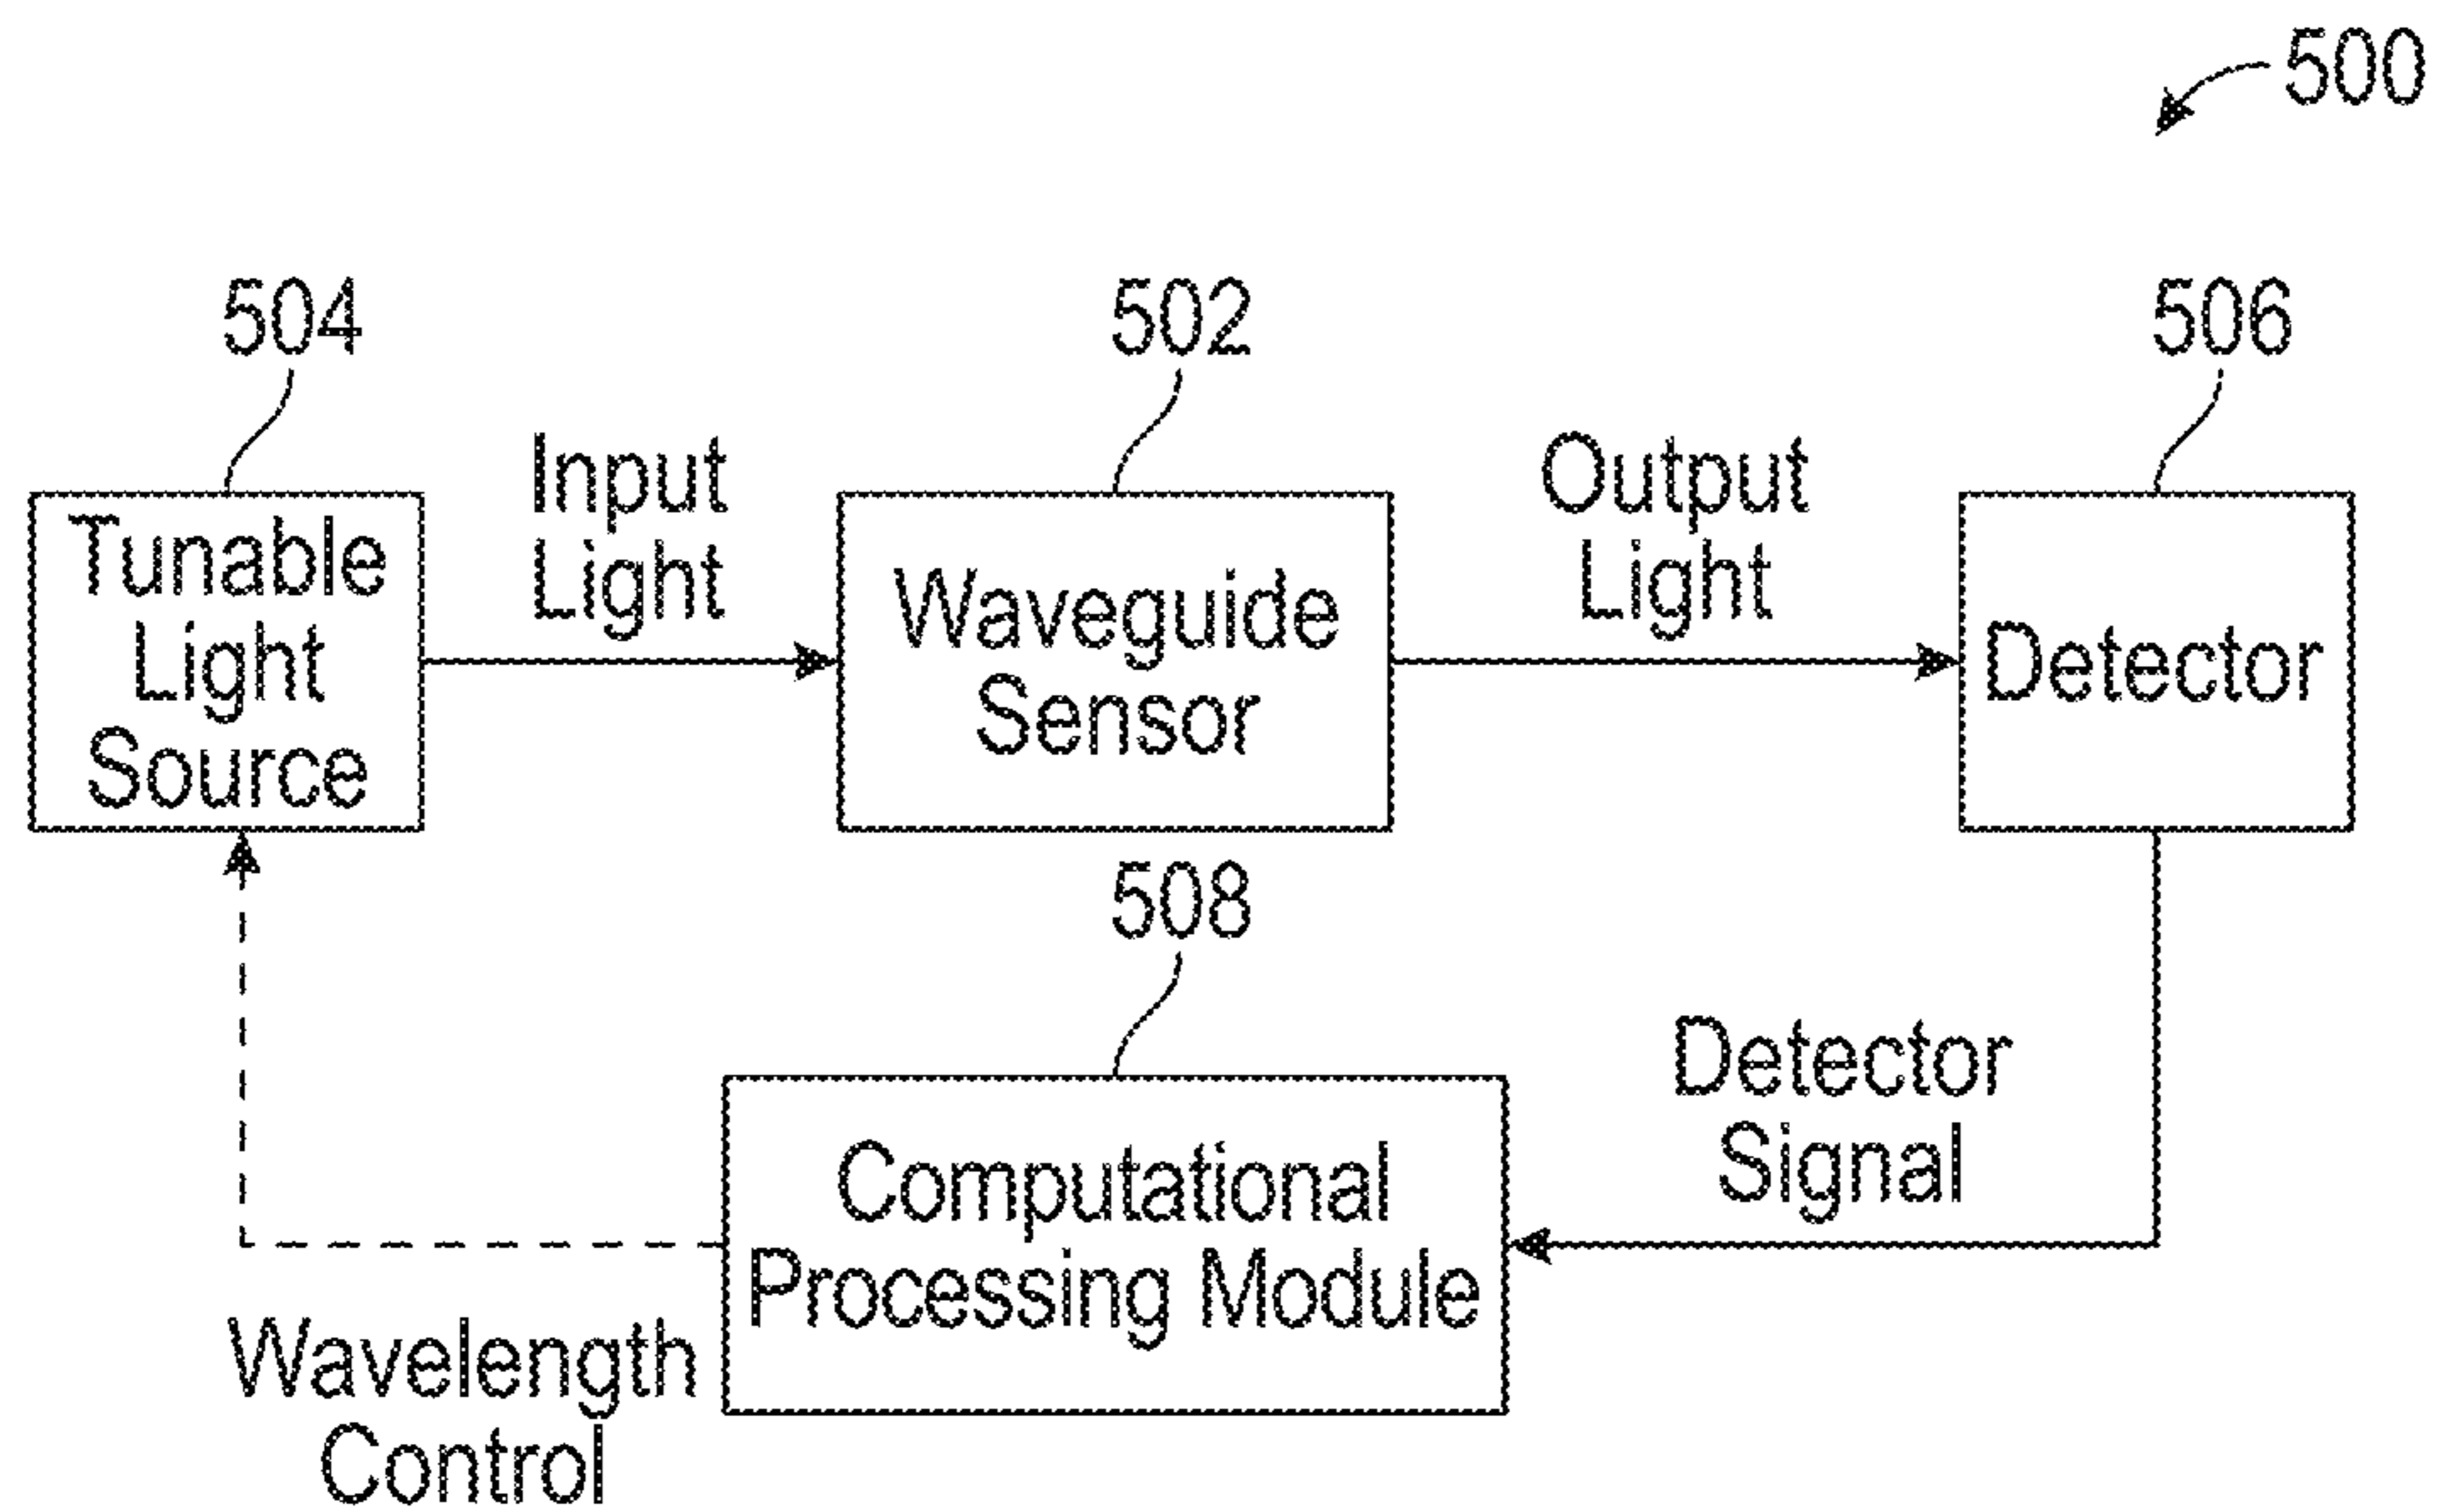 500
504
502
506
Input
Light
Output
Light
Tunable
Light
Source
Waveguide
Sensor
Detector
508
Detector
Signal
Computational
Processing Module
Wavelength
Control